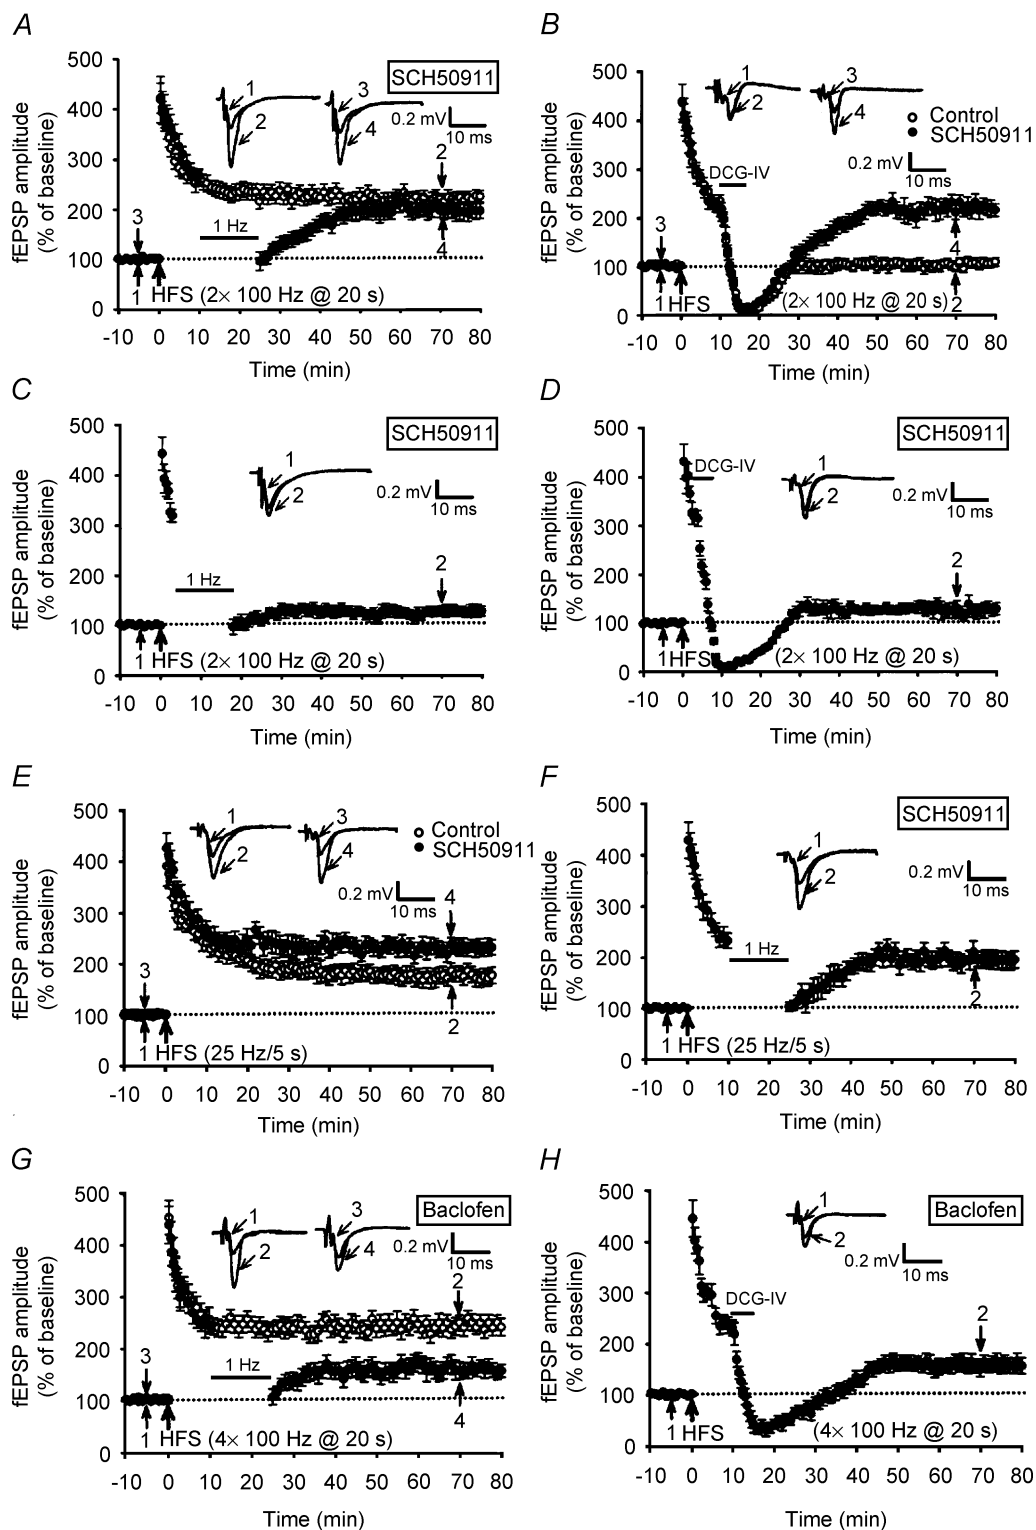 A
fEPSP amplitude
(% of baseline)
500
400
300
200
100
0
SCH50911
1
2
3
4
0.2 mV
10 ms
2
3
1 Hz
4
1 HFS (2× 100 Hz @ 20 s)
-10 0 10 20 30 40 50 60 70 80
Time (min)
B
fEPSP amplitude
(% of baseline)
500
400
300
200
100
0
1
2
3
4
Control
SCH50911
0.2 mV
10 ms
DCG-IV
3
4
1 HFS
(2× 100 Hz @ 20 s)
2
-10 0 10 20 30 40 50 60 70 80
Time (min)
C
fEPSP amplitude
(% of baseline)
500
400
300
200
100
0
SCH50911
1
2
0.2 mV
10 ms
1 Hz
2
1 HFS (2× 100 Hz @ 20 s)
-10 0 10 20 30 40 50 60 70 80
Time (min)
D
fEPSP amplitude
(% of baseline)
500
400
300
200
100
0
SCH50911
DCG-IV
1
2
0.2 mV
10 ms
2
1 HFS
(2× 100 Hz @ 20 s)
-10 0 10 20 30 40 50 60 70 80
Time (min)
E
fEPSP amplitude
(% of baseline)
500
400
300
200
100
0
1
2
3
4
Control
SCH50911
0.2 mV
10 ms
4
3
2
1 HFS (25 Hz/5 s)
-10 0 10 20 30 40 50 60 70 80
Time (min)
F
fEPSP amplitude
(% of baseline)
500
400
300
200
100
0
SCH50911
1
2
0.2 mV
10 ms
1 Hz
2
1 HFS (25 Hz/5 s)
-10 0 10 20 30 40 50 60 70 80
Time (min)
G
fEPSP amplitude
(% of baseline)
500
400
300
200
100
0
Baclofen
1
2
3
4
0.2 mV
10 ms
2
3
1 Hz
4
1 HFS (4× 100 Hz @ 20 s)
-10 0 10 20 30 40 50 60 70 80
Time (min)
H
fEPSP amplitude
(% of baseline)
500
400
300
200
100
0
Baclofen
1
2
0.2 mV
10 ms
DCG-IV
2
1 HFS
(4× 100 Hz @ 20 s)
-10 0 10 20 30 40 50 60 70 80
Time (min)